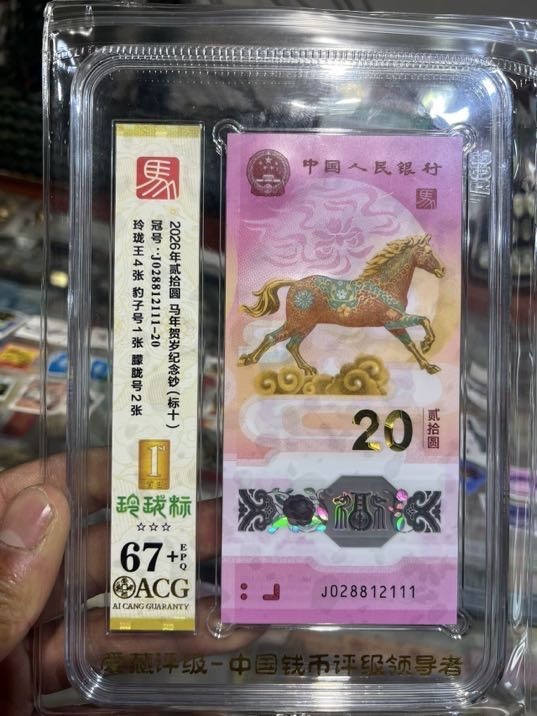 馬
2026年贰拾圆 马年贺岁纪念钞(标十)
冠号:J028812111-20
玲珑王4张 豹子号1张 朦胧号2张
玲珑标
☆☆☆
67+EPQ
ACG
AI CANG GUARANTY
中国人民银行
馬
20
贰拾圆
J028812111
爱藏评级-中国钱币评级领导者